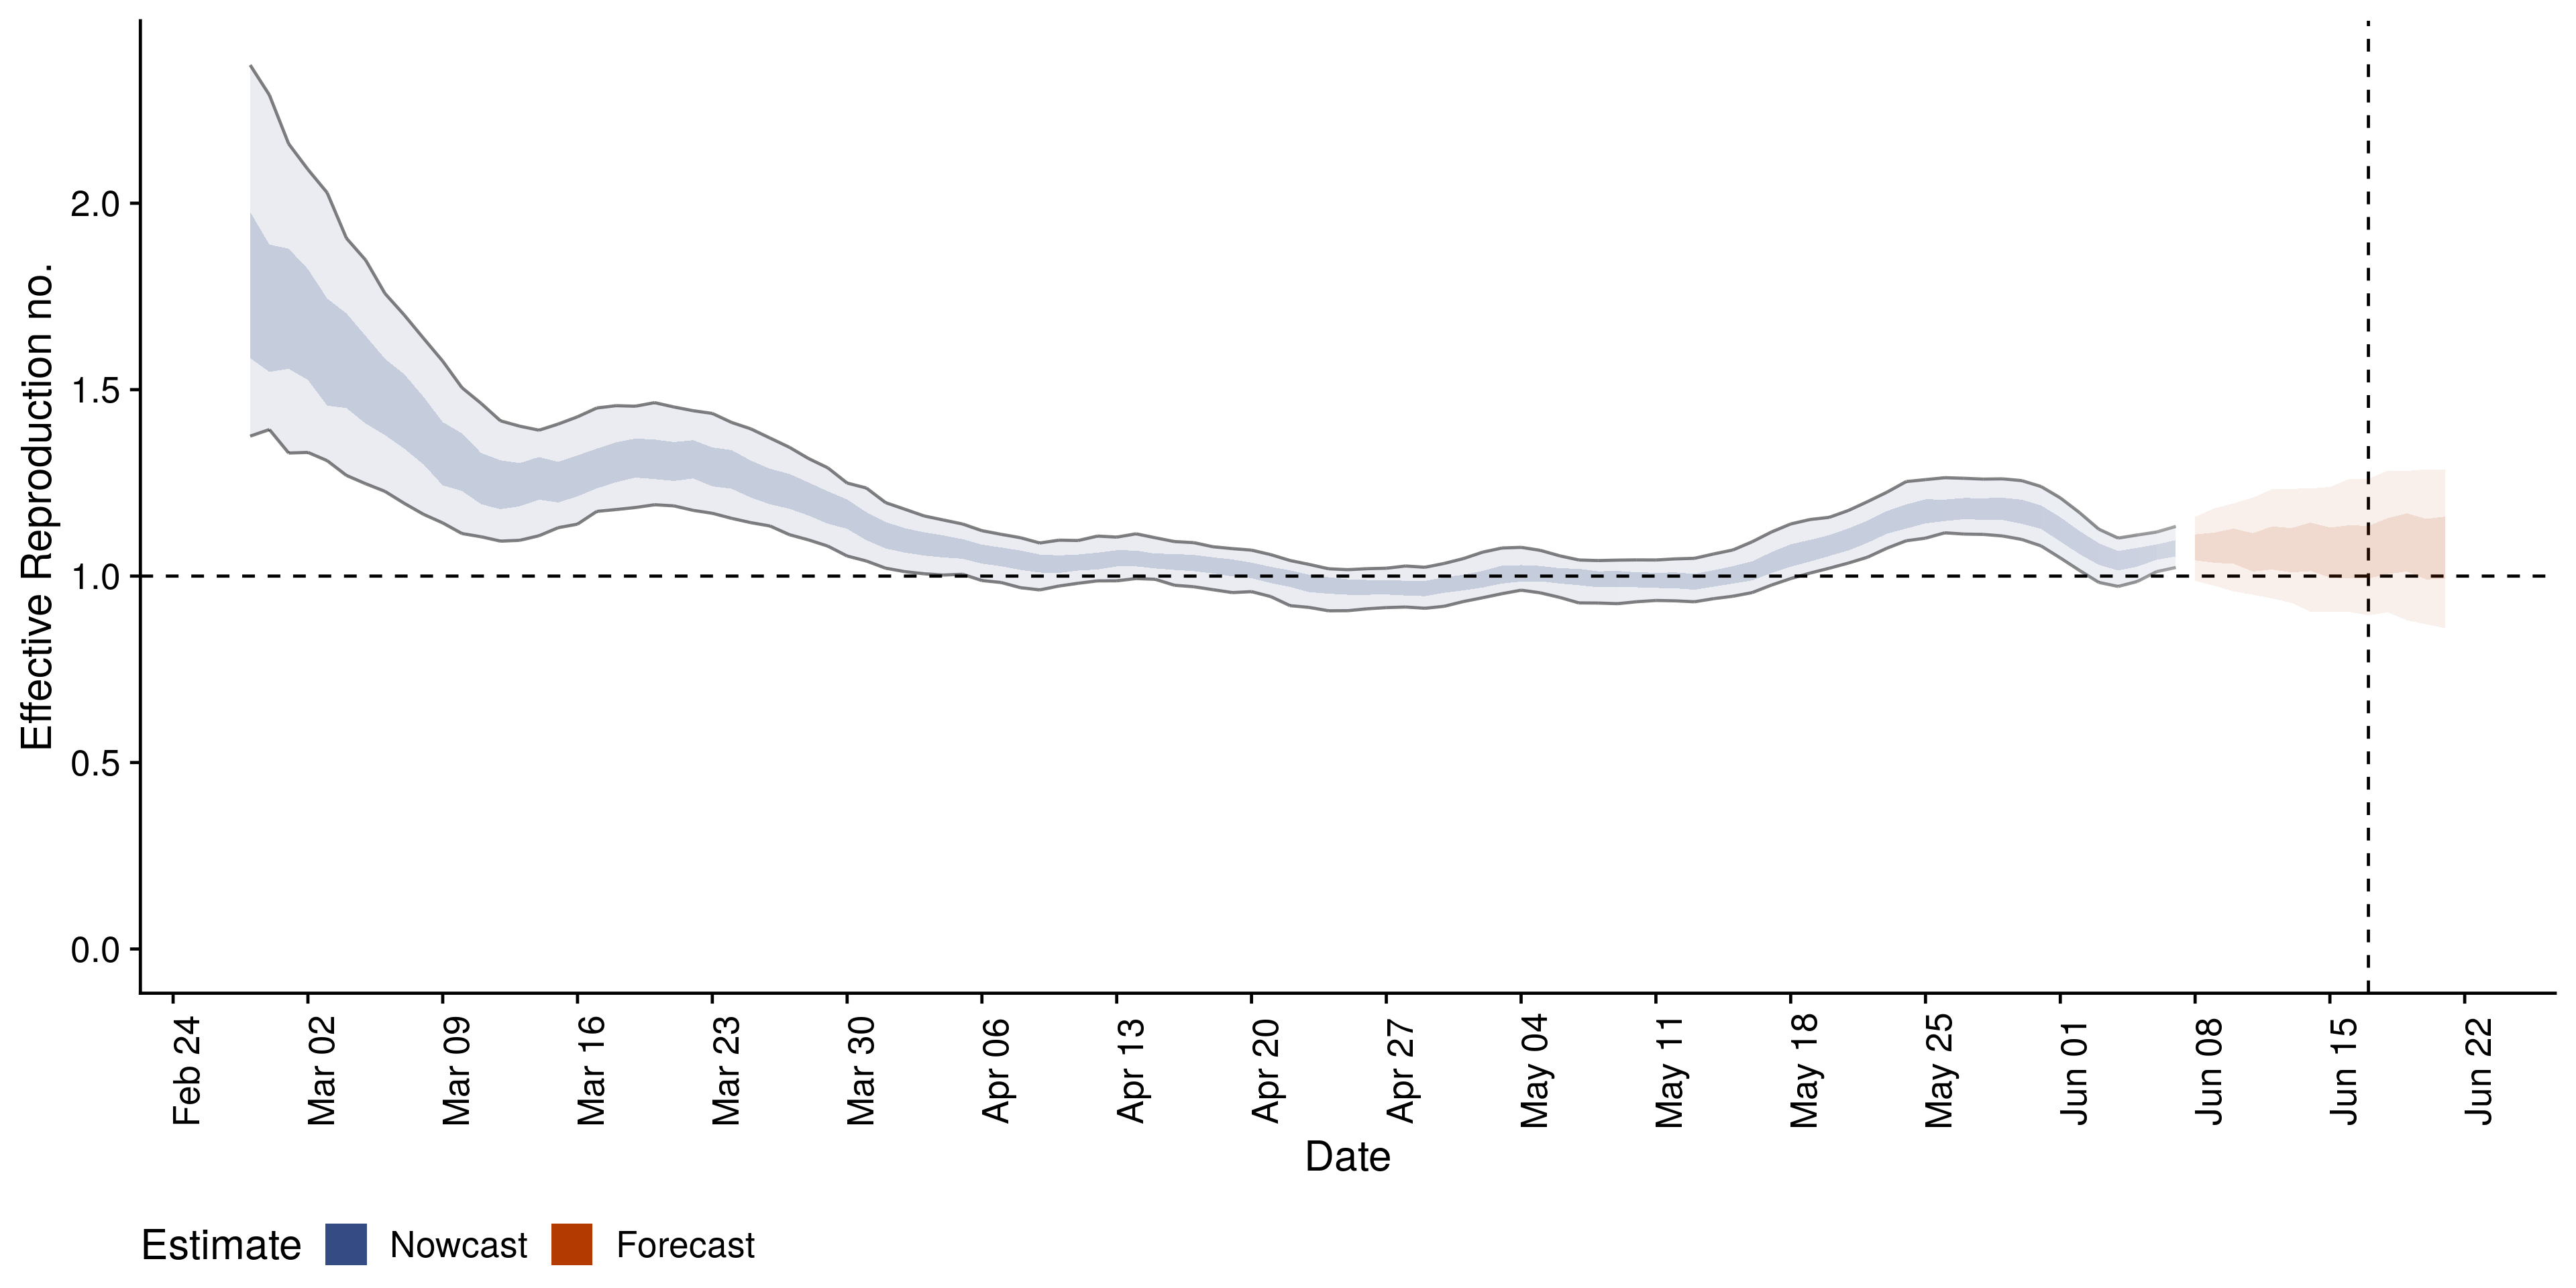 Effective Reproduction no.
2.0
1.5
1.0
0.5
0.0
Feb 24
Mar 02
Mar 09
Mar 16
Mar 23
Mar 30
Apr 06
Apr 13
Apr 20
Apr 27
May 04
May 11
May 18
May 25
Jun 01
Jun 08
Jun 15
Jun 22
Date
Estimate Nowcast Forecast